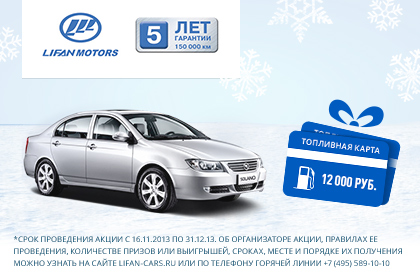 LIFAN MOTORS
5 ЛЕТ
ГАРАНТИИ
150 000 КМ
SOLANO
ТОПЛИВНАЯ КАРТА
12 000 РУБ.
*СРОК ПРОВЕДЕНИЯ АКЦИИ С 16.11.2013 ПО 31.12.13. ОБ ОРГАНИЗАТОРЕ АКЦИИ, ПРАВИЛАХ ЕЕ
ПРОВЕДЕНИЯ, КОЛИЧЕСТВЕ ПРИЗОВ ИЛИ ВЫИГРЫШЕЙ, СРОКАХ, МЕСТЕ И ПОРЯДКЕ ИХ ПОЛУЧЕНИЯ
МОЖНО УЗНАТЬ НА САЙТЕ LIFAN-CARS.RU ИЛИ ПО ТЕЛЕФОНУ ГОРЯЧЕЙ ЛИНИИ +7 (495) 589-10-10